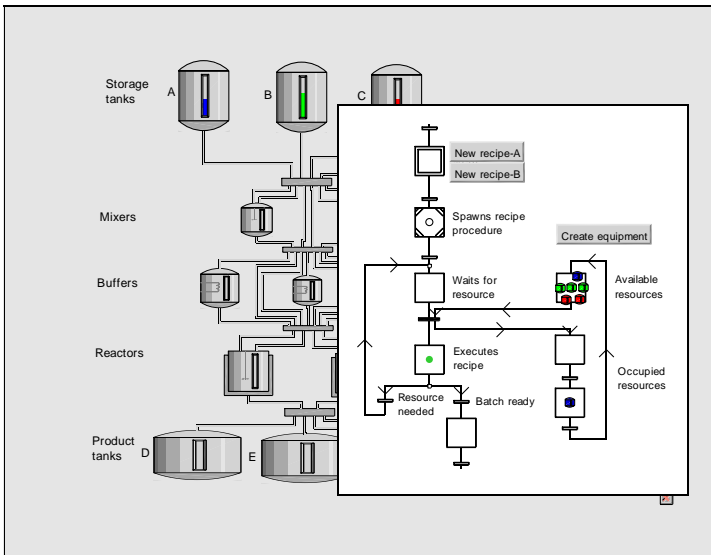 Storage
tanks
A
B
C
Mixers
Buffers
Reactors
Product
tanks
D
E
New recipe-A
New recipe-B
Spawns recipe
procedure
Create equipment
Waits for
resource
Available
resources
Executes
recipe
Occupied
resources
Resource
needed
Batch ready